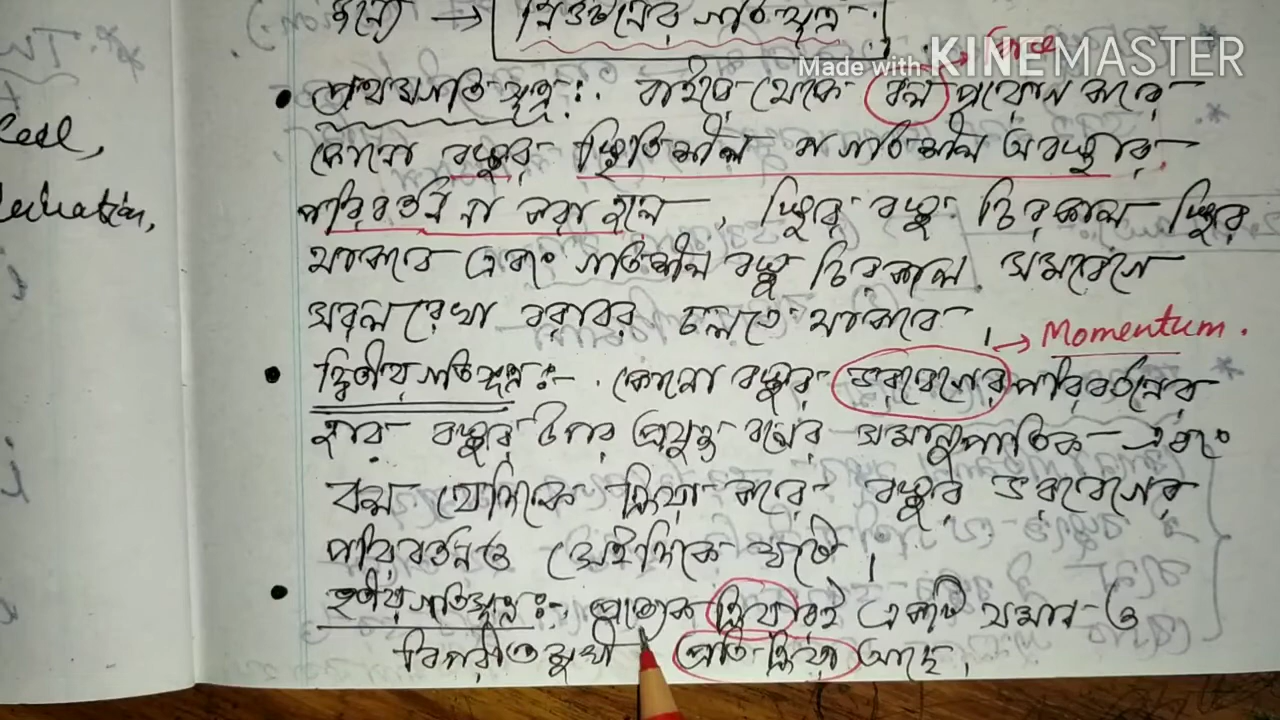 জন্যে → নিউটনের গতিসূত্র
Made with KINEMASTER
Force
• প্রথম গতিসূত্র :- বাইরে থেকে বল প্রয়োগ করে
কোনো বস্তুর স্থিতিশীল বা গতিশীল অবস্থার
পরিবর্তন না করা হলে, স্থির বস্তু চিরকাল স্থির
থাকবে এবং গতিশীল বস্তু চিরকাল সমবেগে
সরলরেখা বরাবর চলতে থাকবে।
→ Momentum.
• দ্বিতীয় গতিসূত্র :- কোনো বস্তুর ভরবেগের পরিবর্তনের
হার বস্তুর উপর প্রযুক্ত বলের সমানুপাতিক এবং
বল যেদিকে ক্রিয়া করে বস্তুর ভরবেগের
পরিবর্তনও সেইদিকে ঘটে।
• তৃতীয় গতিসূত্র :- প্রত্যেক ক্রিয়ারই একটি সমান ও
বিপরীতমুখী প্রতিক্রিয়া আছে।